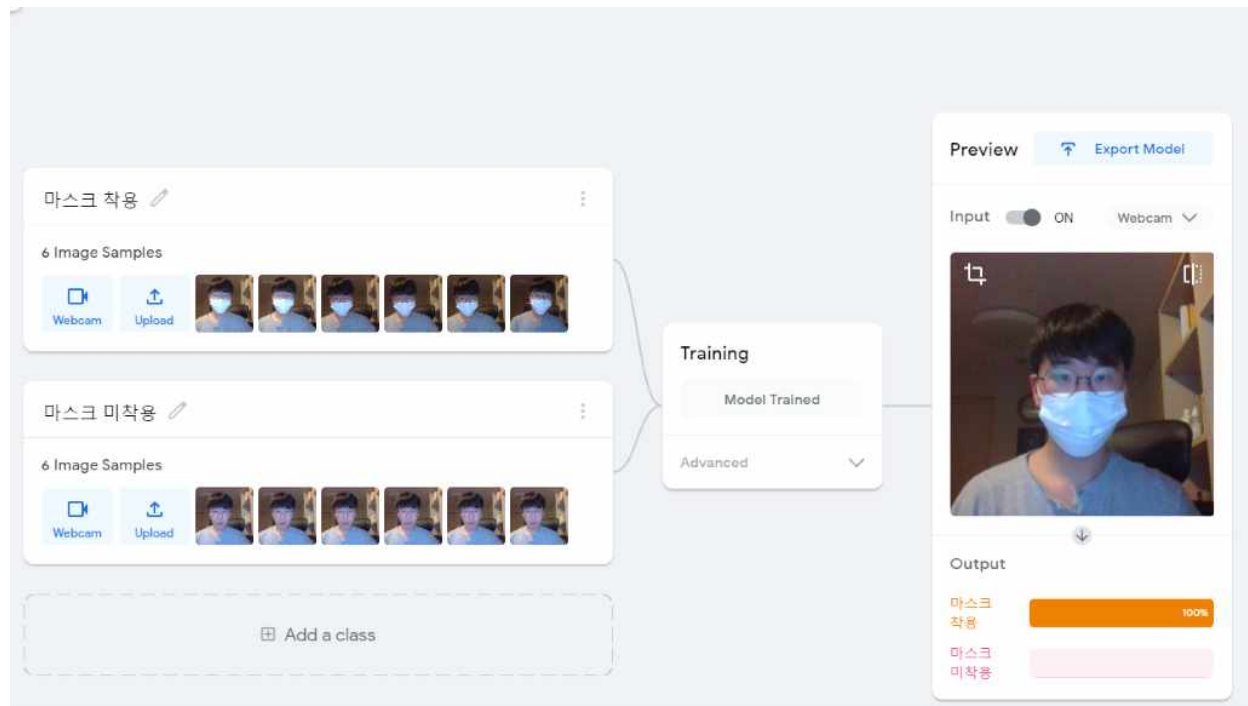 마스크 착용
6 Image Samples
Webcam
Upload
마스크 미착용
6 Image Samples
Webcam
Upload
Add a class
Training
Model Trained
Advanced
Preview
Export Model
Input
ON
Webcam
Output
마스크
착용
100%
마스크
미착용